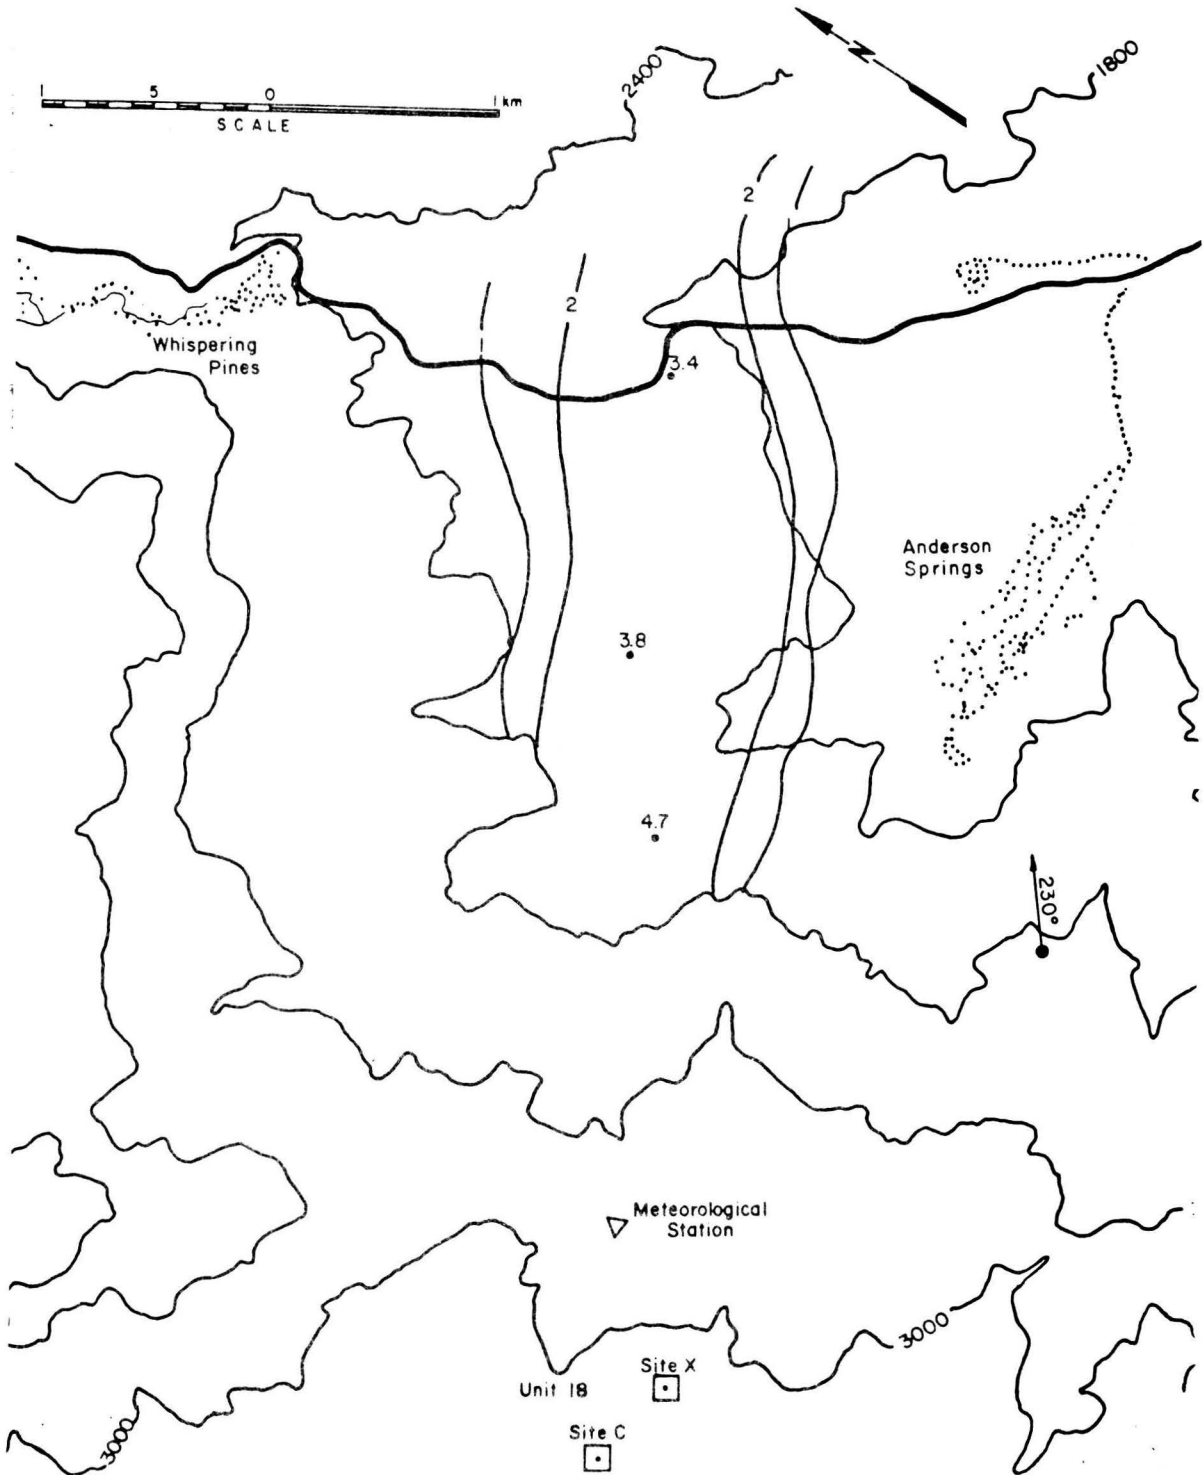 N
2400
1800
1 5 0 1 km
SCALE
2
2
Whispering
Pines
3.4
Anderson
Springs
3.8
4.7
230°
Meteorological
Station
3000
Site X
Unit 18
3000
Site C